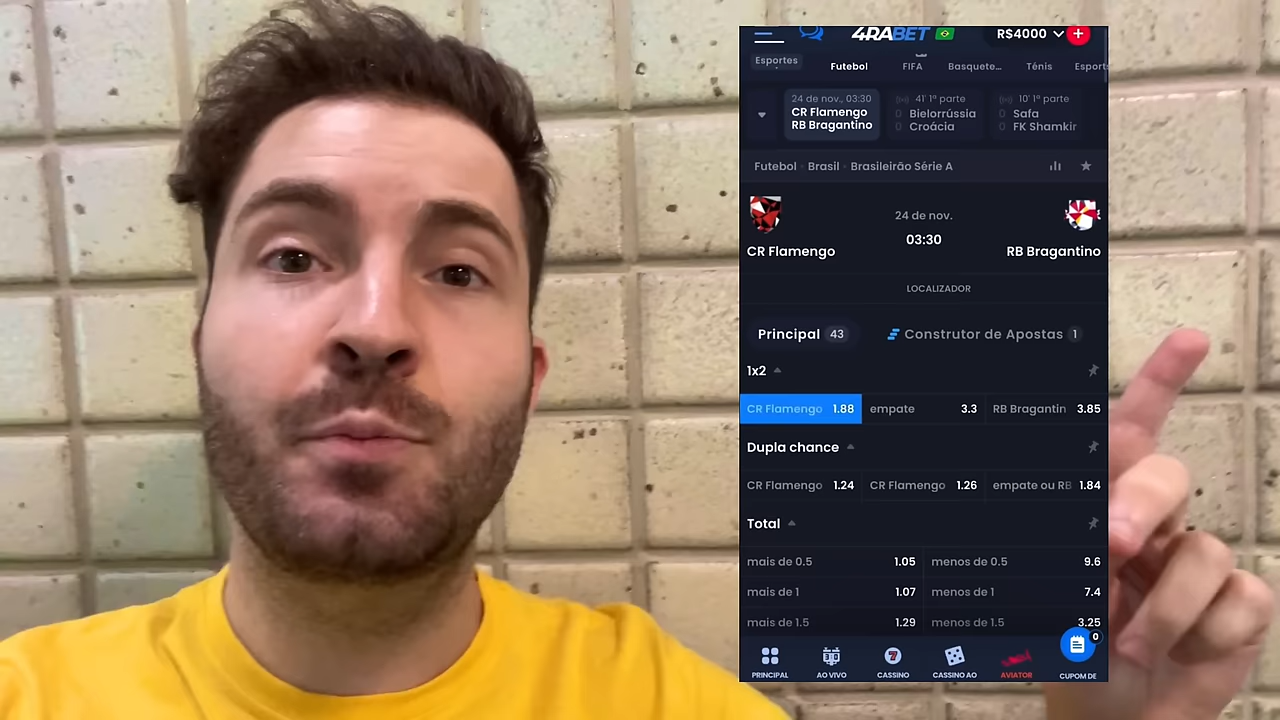 4RABET
R$4000
Esportes
Futebol
FIFA
Basquete...
Tênis
Esports
24 de nov., 03:30
CR Flamengo
RB Bragantino
41' 1ª parte
0 Bielorrússia
0 Croácia
10' 1ª parte
0 Safa
0 FK Shamkir
Futebol · Brasil · Brasileirão Série A
24 de nov.
03:30
CR Flamengo
RB Bragantino
LOCALIZADOR
Principal 43
Construtor de Apostas 1
1x2
CR Flamengo 1.88
empate 3.3
RB Bragantin 3.85
Dupla chance
CR Flamengo 1.24
CR Flamengo 1.26
empate ou RB 1.84
Total
mais de 0.5 1.05
menos de 0.5 9.6
mais de 1 1.07
menos de 1 7.4
mais de 1.5 1.29
menos de 1.5 3.25
0
7
PRINCIPAL
AO VIVO
CASSINO
CASSINO AO
AVIATOR
CUPOM DE